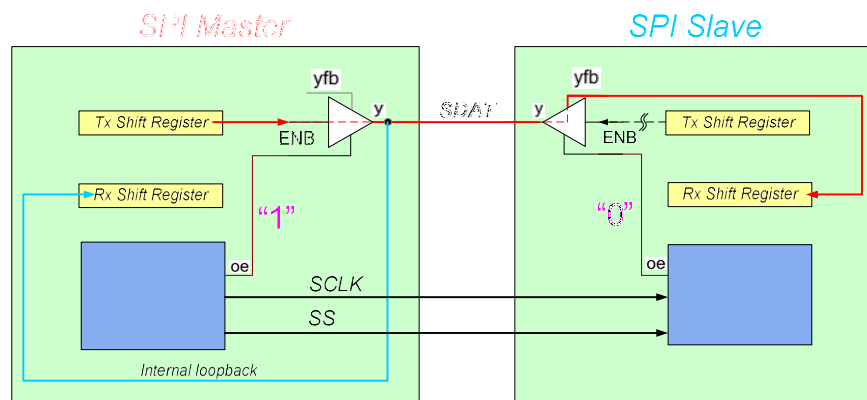 SPI Master
SPI Slave
yfb
y
SDAT
y
yfb
Tx Shift Register
ENB
ENB
Tx Shift Register
Rx Shift Register
Rx Shift Register
“1”
“0”
oe
oe
SCLK
SS
Internal loopback